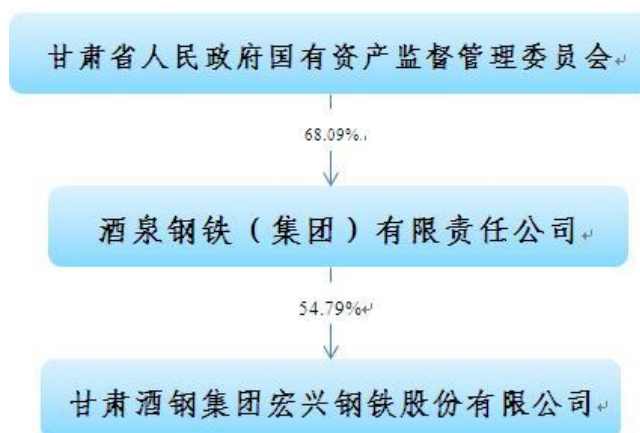 甘肃省人民政府国有资产监督管理委员会
68.09%
酒泉钢铁（集团）有限责任公司
54.79%
甘肃酒钢集团宏兴钢铁股份有限公司